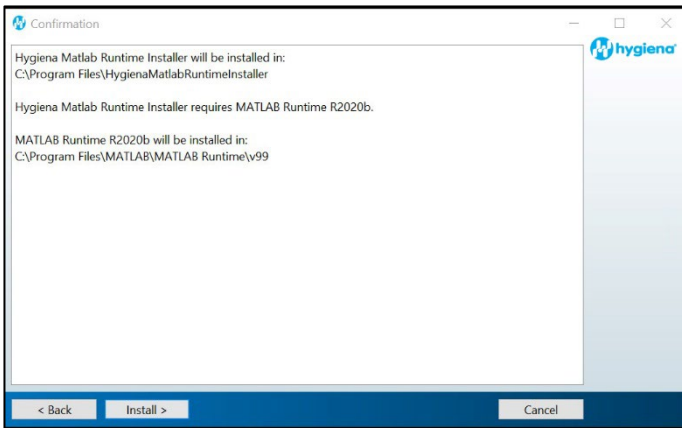 Confirmation
hygiena
Hygiena Matlab Runtime Installer will be installed in:
C:\Program Files\HygienaMatlabRuntimeInstaller
Hygiena Matlab Runtime Installer requires MATLAB Runtime R2020b.
MATLAB Runtime R2020b will be installed in:
C:\Program Files\MATLAB\MATLAB Runtime\v99
< Back
Install >
Cancel